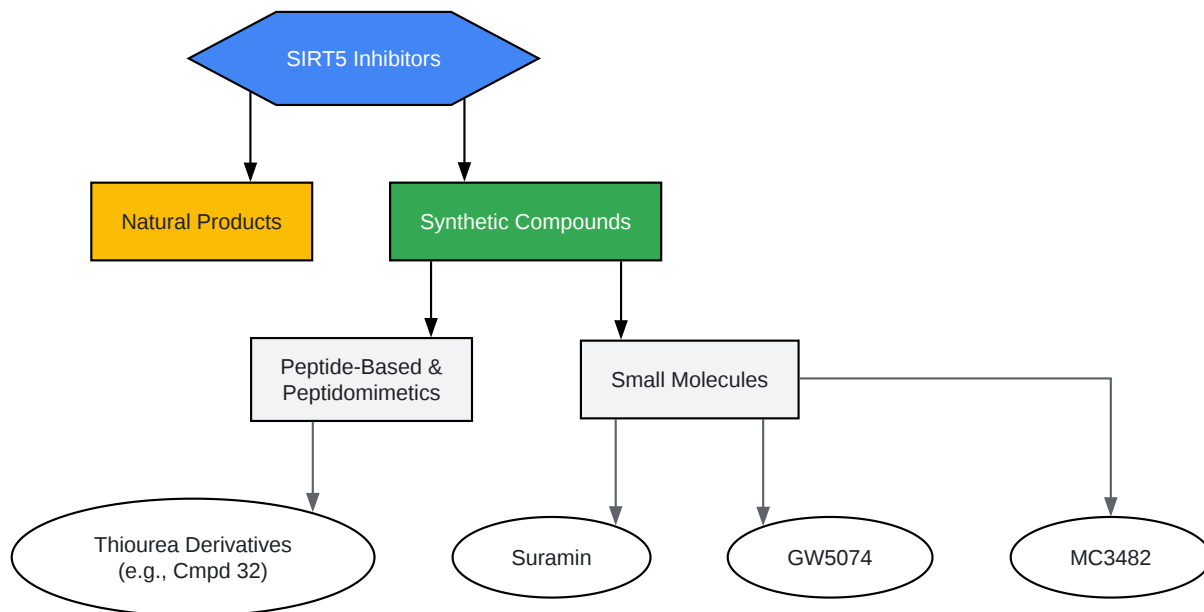 SIRT5 Inhibitors
Natural Products
Synthetic Compounds
Peptide-Based &
Peptidomimetics
Small Molecules
Thiourea Derivatives
(e.g., Cmpd 32)
Suramin
GW5074
MC3482